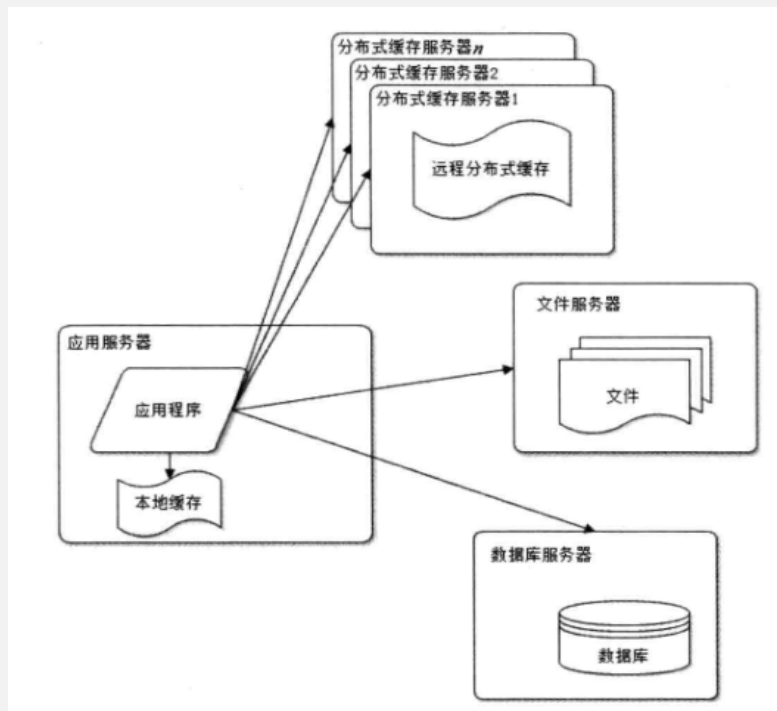 分布式缓存服务器n
分布式缓存服务器2
分布式缓存服务器1
远程分布式缓存
文件服务器
文件
应用服务器
应用程序
本地缓存
数据库服务器
数据库